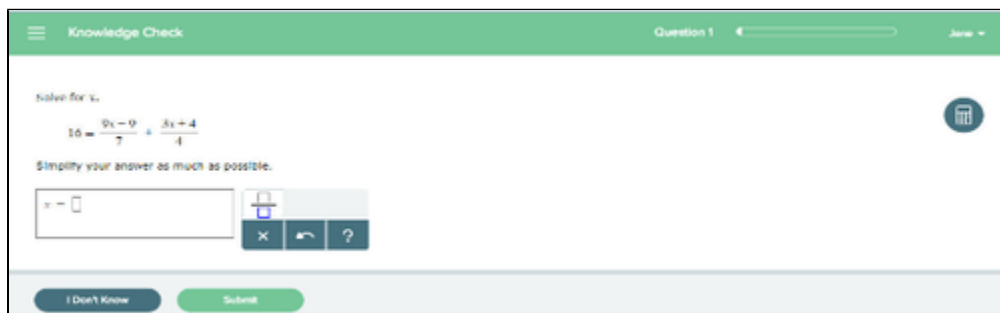 Knowledge Check Question 1 Jane
Solve for x.
16 = (9x − 9)/7 + (3x + 4)/4
Simplify your answer as much as possible.
x = □
× ?
I Don't Know Submit